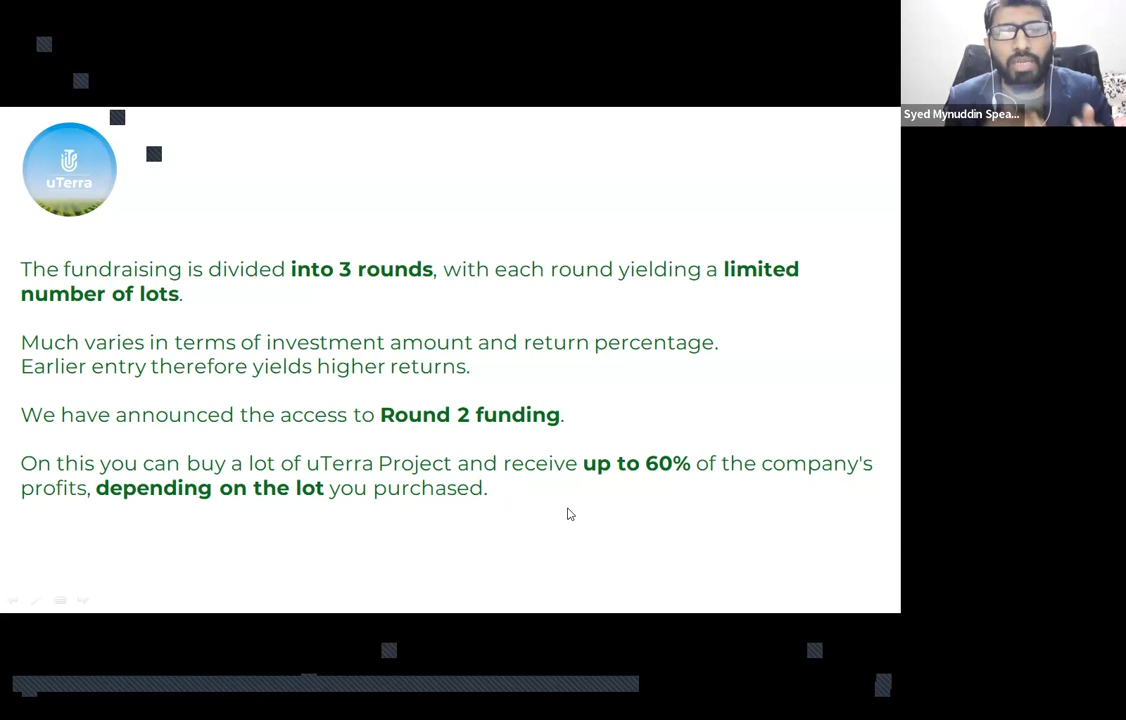 Syed Mynuddin Spea...
uTerra
The fundraising is divided into 3 rounds, with each round yielding a limited
number of lots.
Much varies in terms of investment amount and return percentage.
Earlier entry therefore yields higher returns.
We have announced the access to Round 2 funding.
On this you can buy a lot of uTerra Project and receive up to 60% of the company's
profits, depending on the lot you purchased.